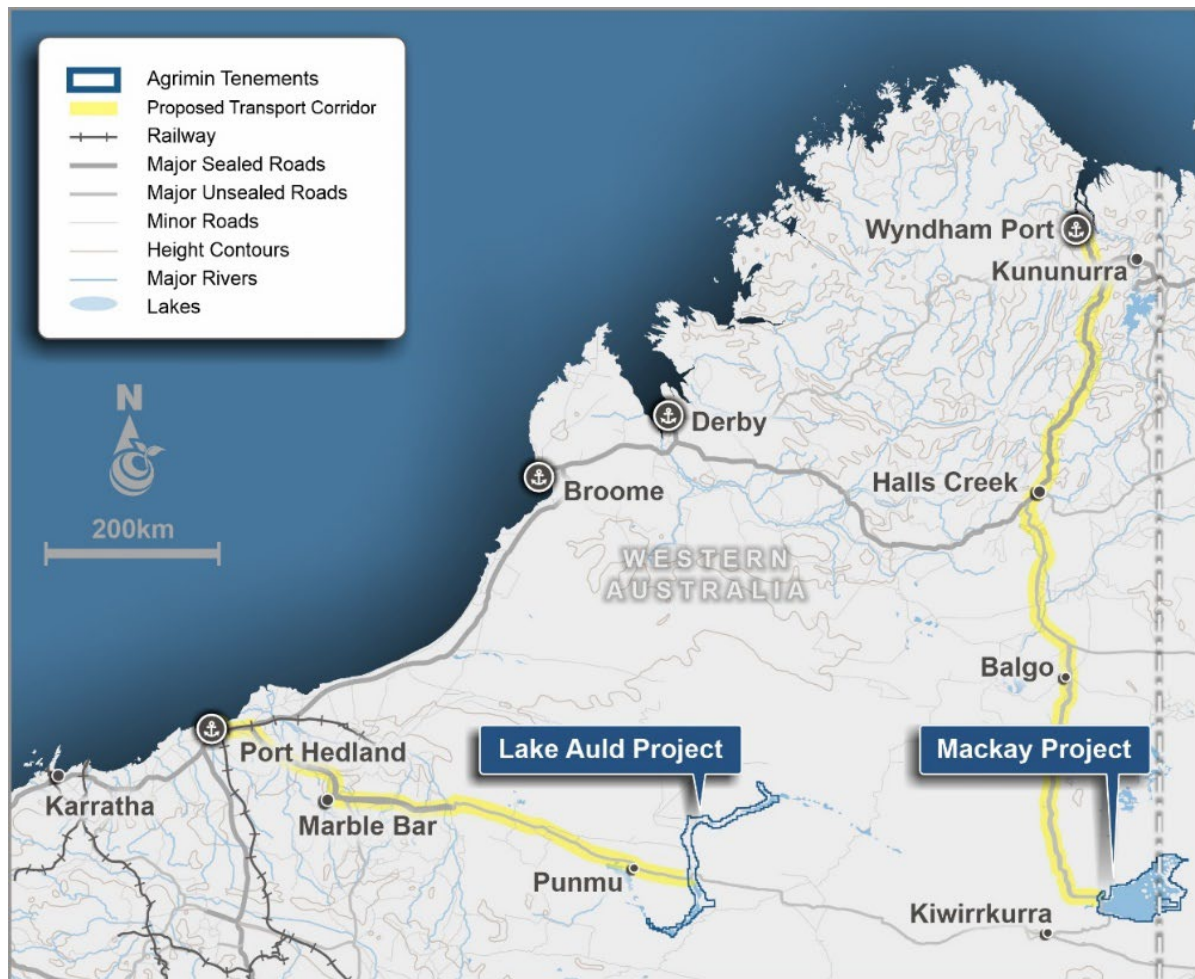 Agrimin Tenements
Proposed Transport Corridor
Railway
Major Sealed Roads
Major Unsealed Roads
Minor Roads
Height Contours
Major Rivers
Lakes
N
200km
Wyndham Port
Kununurra
Derby
Broome
Halls Creek
WESTERN
AUSTRALIA
Balgo
Lake Auld Project
Mackay Project
Port Hedland
Karratha
Marble Bar
Punmu
Kiwirrkurra